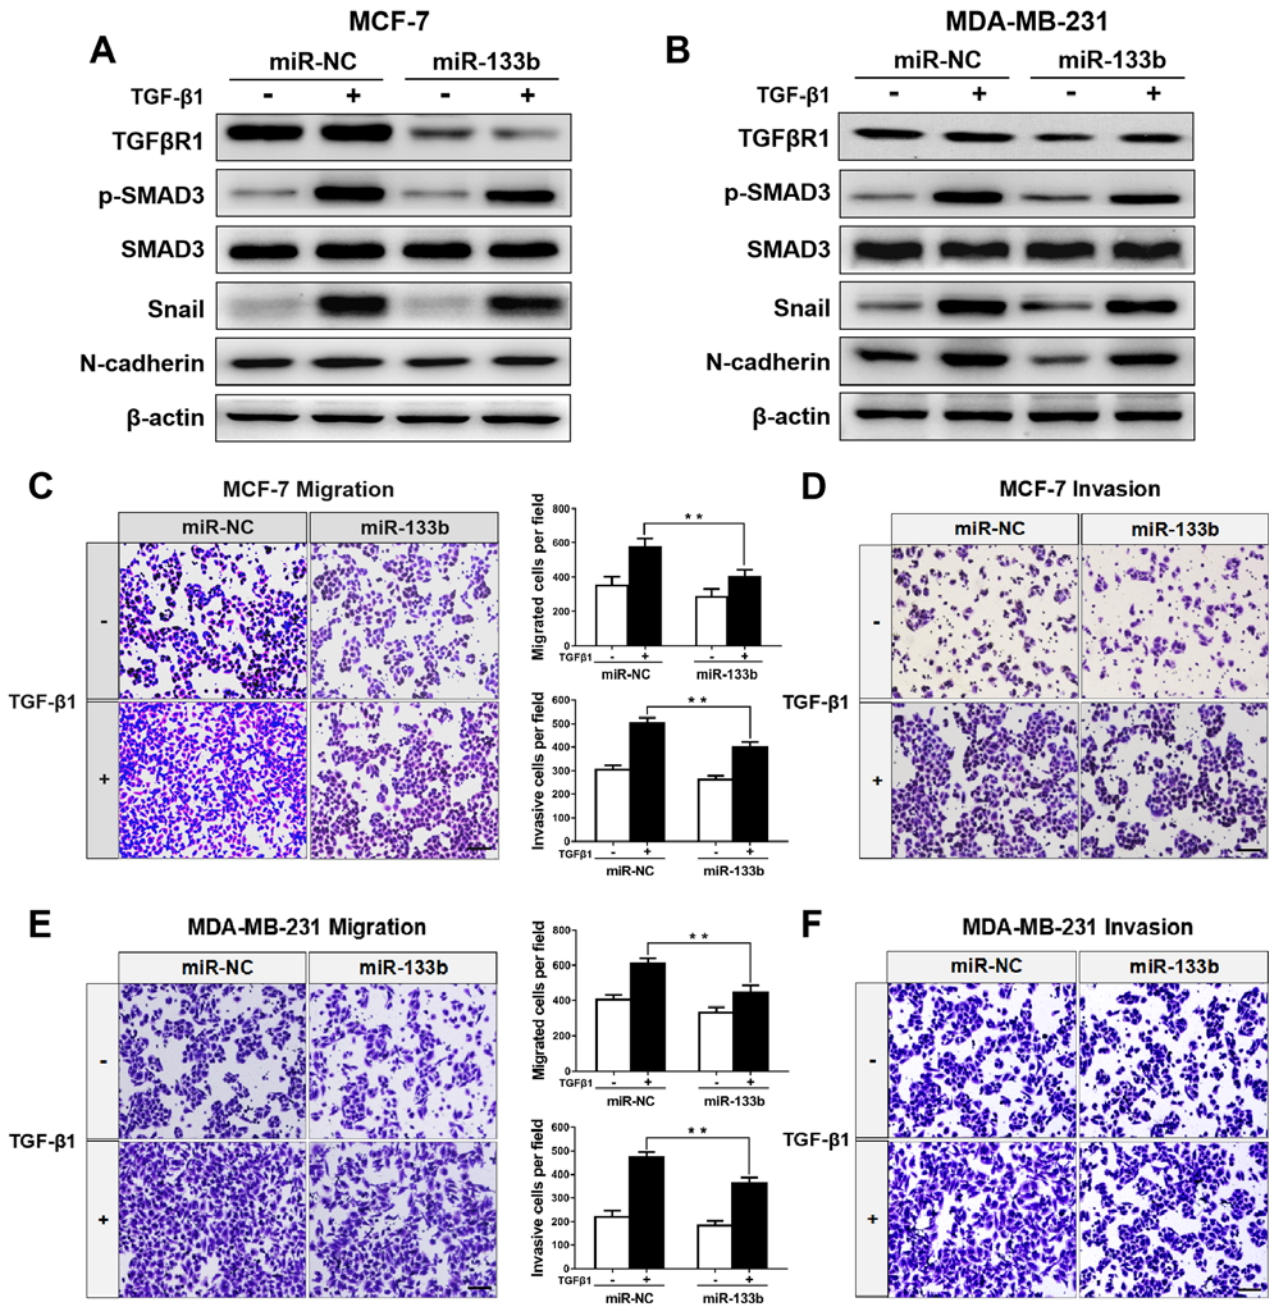 MCF-7
A
miR-NC miR-133b
TGF-β1 - + - +
TGFβR1
p-SMAD3
SMAD3
Snail
N-cadherin
β-actin
MDA-MB-231
B
miR-NC miR-133b
TGF-β1 - + - +
TGFβR1
p-SMAD3
SMAD3
Snail
N-cadherin
β-actin
C
MCF-7 Migration
miR-NC miR-133b
-
TGF-β1
+
Migrated cells per field
800
600
400
200
0
**
TGFβ1 - + - +
miR-NC miR-133b
Invasive cells per field
600
500
400
300
200
100
0
**
TGFβ1 - + - +
miR-NC miR-133b
D
MCF-7 Invasion
miR-NC miR-133b
-
TGF-β1
+
E
MDA-MB-231 Migration
miR-NC miR-133b
-
TGF-β1
+
Migrated cells per field
800
600
400
200
0
**
TGFβ1 - + - +
miR-NC miR-133b
Invasive cells per field
600
500
400
300
200
100
0
**
TGFβ1 - + - +
miR-NC miR-133b
F
MDA-MB-231 Invasion
miR-NC miR-133b
-
TGF-β1
+